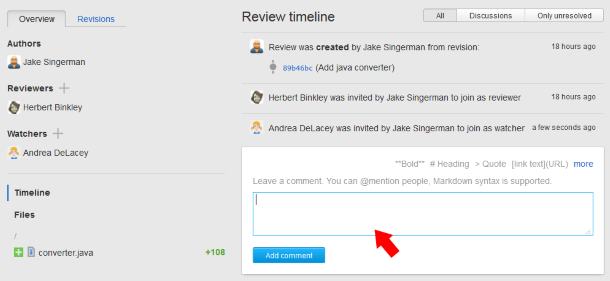 Overview
Revisions
Authors
Jake Singerman
Reviewers
Herbert Binkley
Watchers
Andrea DeLacey
Timeline
Files
/
converter.java
+108
Review timeline
All
Discussions
Only unresolved
Review was created by Jake Singerman from revision:
18 hours ago
89b46bc (Add java converter)
Herbert Binkley was invited by Jake Singerman to join as reviewer
18 hours ago
Andrea DeLacey was invited by Jake Singerman to join as watcher
a few seconds ago
**Bold** # Heading > Quote [link text](URL) more
Leave a comment. You can @mention people, Markdown syntax is supported.
Add comment